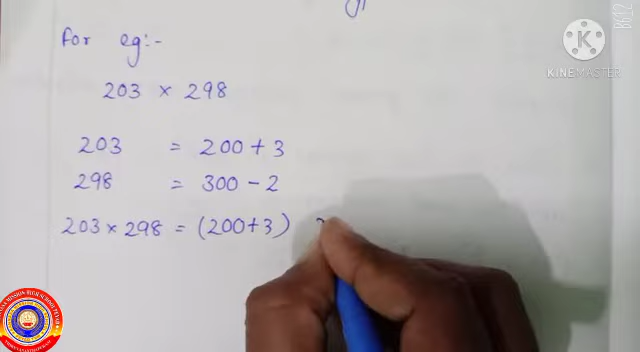 For eg:-
203 × 298
203 = 200 + 3
298 = 300 - 2
203 × 298 = (200+3)
KINEMASTER